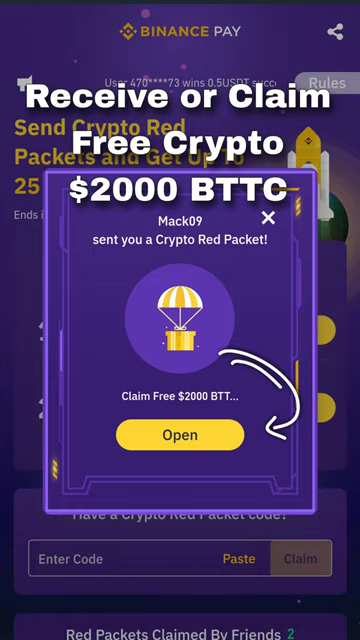 BINANCE PAY
User 470****73 wins 0.5USDT succ
Rules
Receive or Claim
Free Crypto
$2000 BTTC
Send Crypto Red
Packets and Get Up To
25
Ends i
Mack09
sent you a Crypto Red Packet!
Claim Free $2000 BTT...
Open
Have a Crypto Red Packet code?
Enter Code
Paste
Claim
Red Packets Claimed By Friends 2